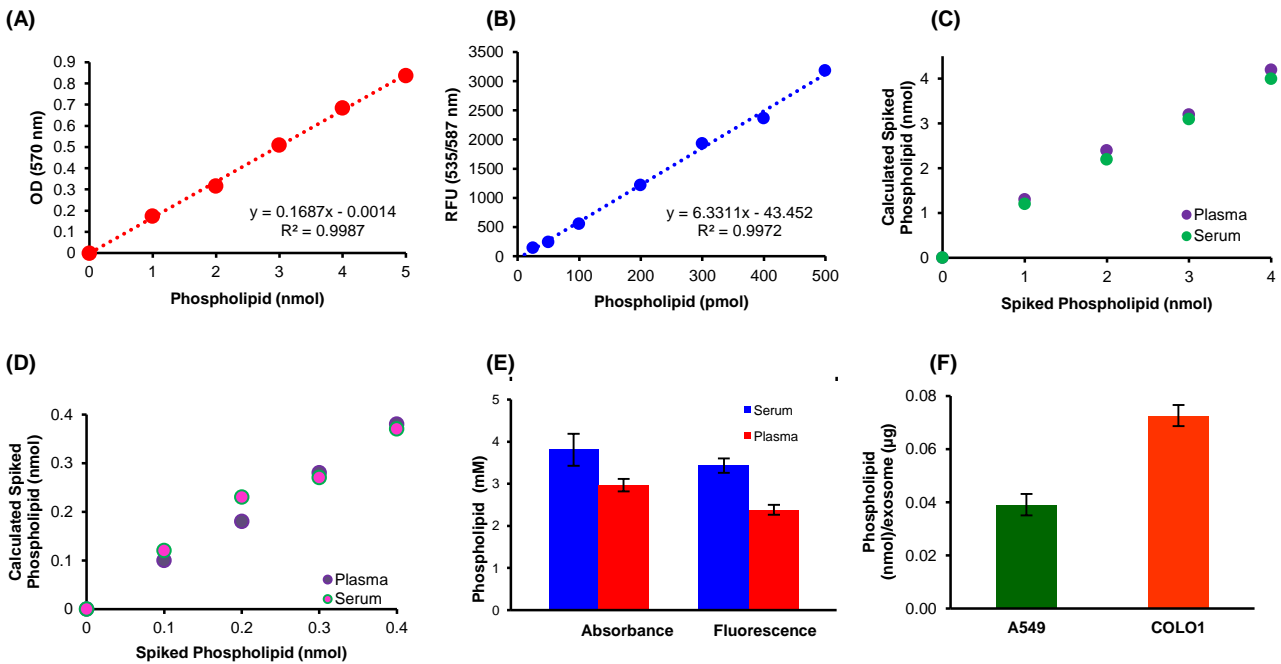 (A)
OD (570 nm)
0.9
0.8
0.7
0.6
0.5
0.4
0.3
0.2
0.1
0
0 1 2 3 4 5
y = 0.1687x - 0.0014
R² = 0.9987
Phospholipid (nmol)
(B)
RFU (535/587 nm)
3500
3000
2500
2000
1500
1000
500
0
0 100 200 300 400 500
y = 6.3311x - 43.452
R² = 0.9972
Phospholipid (pmol)
(C)
Calculated Spiked
Phospholipid (nmol)
4
3
2
1
0
0 1 2 3 4
Plasma
Serum
Spiked Phospholipid (nmol)
(D)
Calculated Spiked
Phospholipid (nmol)
0.4
0.3
0.2
0.1
0
0 0.1 0.2 0.3 0.4
Plasma
Serum
Spiked Phospholipid (nmol)
(E)
Phospholipid (mM)
5
4
3
2
1
0
Serum
Plasma
Absorbance Fluorescence
(F)
Phospholipid
(nmol)/exosome (µg)
0.08
0.06
0.04
0.02
0.00
A549 COLO1